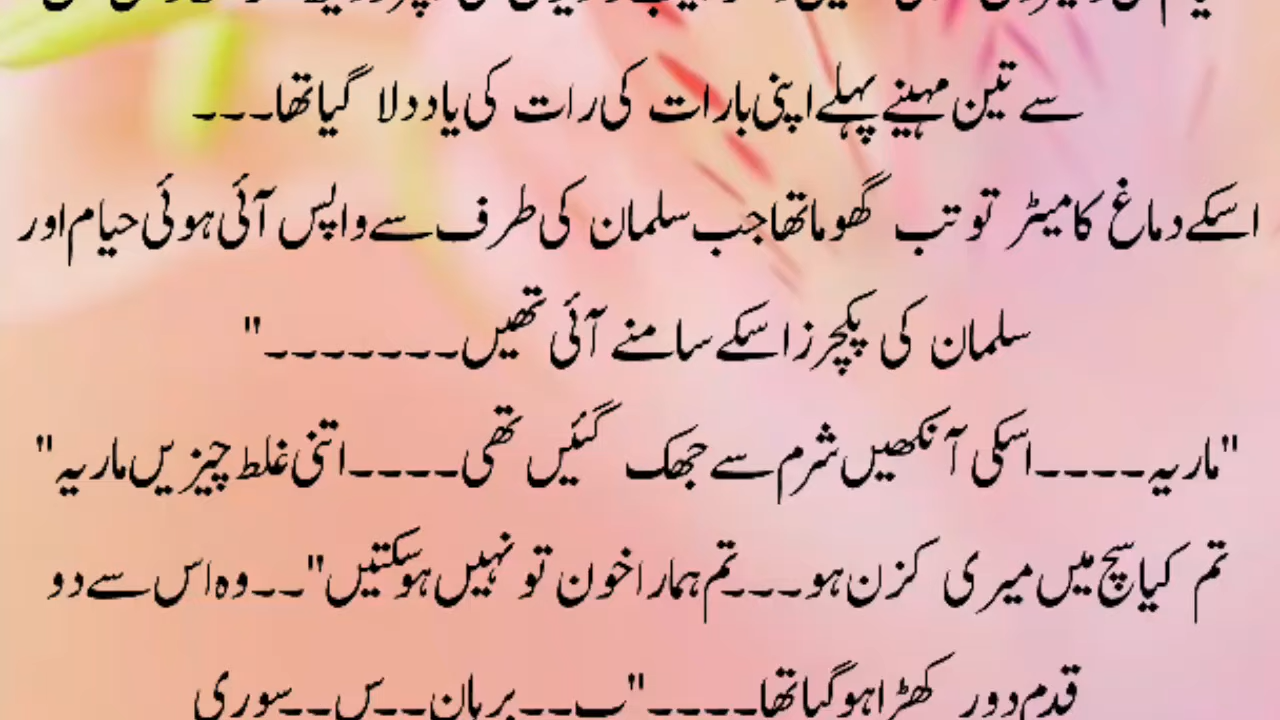 سے تین مہینے پہلے اپنی بارات کی رات کی یاد دلا گیا تھا۔۔۔
اسکے دماغ کا میٹر تو تب گھوما تھا جب سلمان کی طرف سے واپس آئی ہوئی حیام اور
سلمان کی پکچرز اسکے سامنے آئی تھیں۔۔۔۔۔۔۔"
"ماریہ۔۔۔۔اسکی آنکھیں شرم سے جھک گئیں تھی۔۔۔۔اتنی غلط چیزیں ماریہ"
تم کیا سچ میں میری کزن ہو۔۔۔تم ہمارا خون تو نہیں ہوسکتیں"۔۔وہ اس سے دو
قدم دور کھڑا ہوگیا تھا۔۔۔۔"ب۔۔برہان۔۔س۔۔سوری